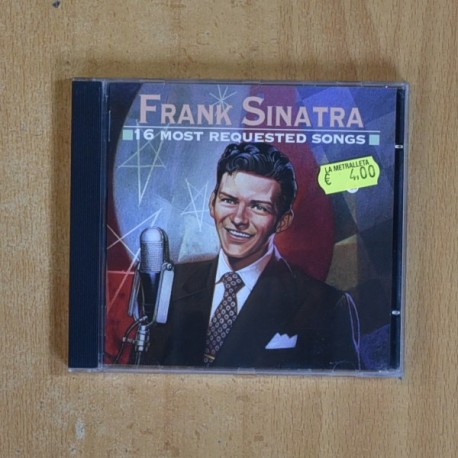 FRANK SINATRA
16 MOST REQUESTED SONGS
LA METRALLETA
€ 4,00